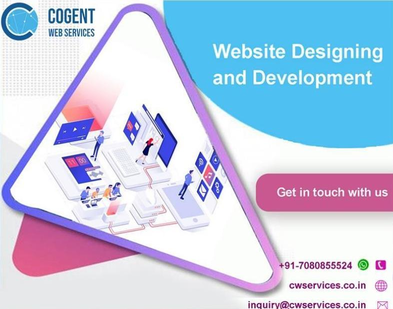 COGENT
WEB SERVICES
Website Designing
and Development
Get in touch with us
+91-7080855524
cwservices.co.in
inquiry@cwservices.co.in